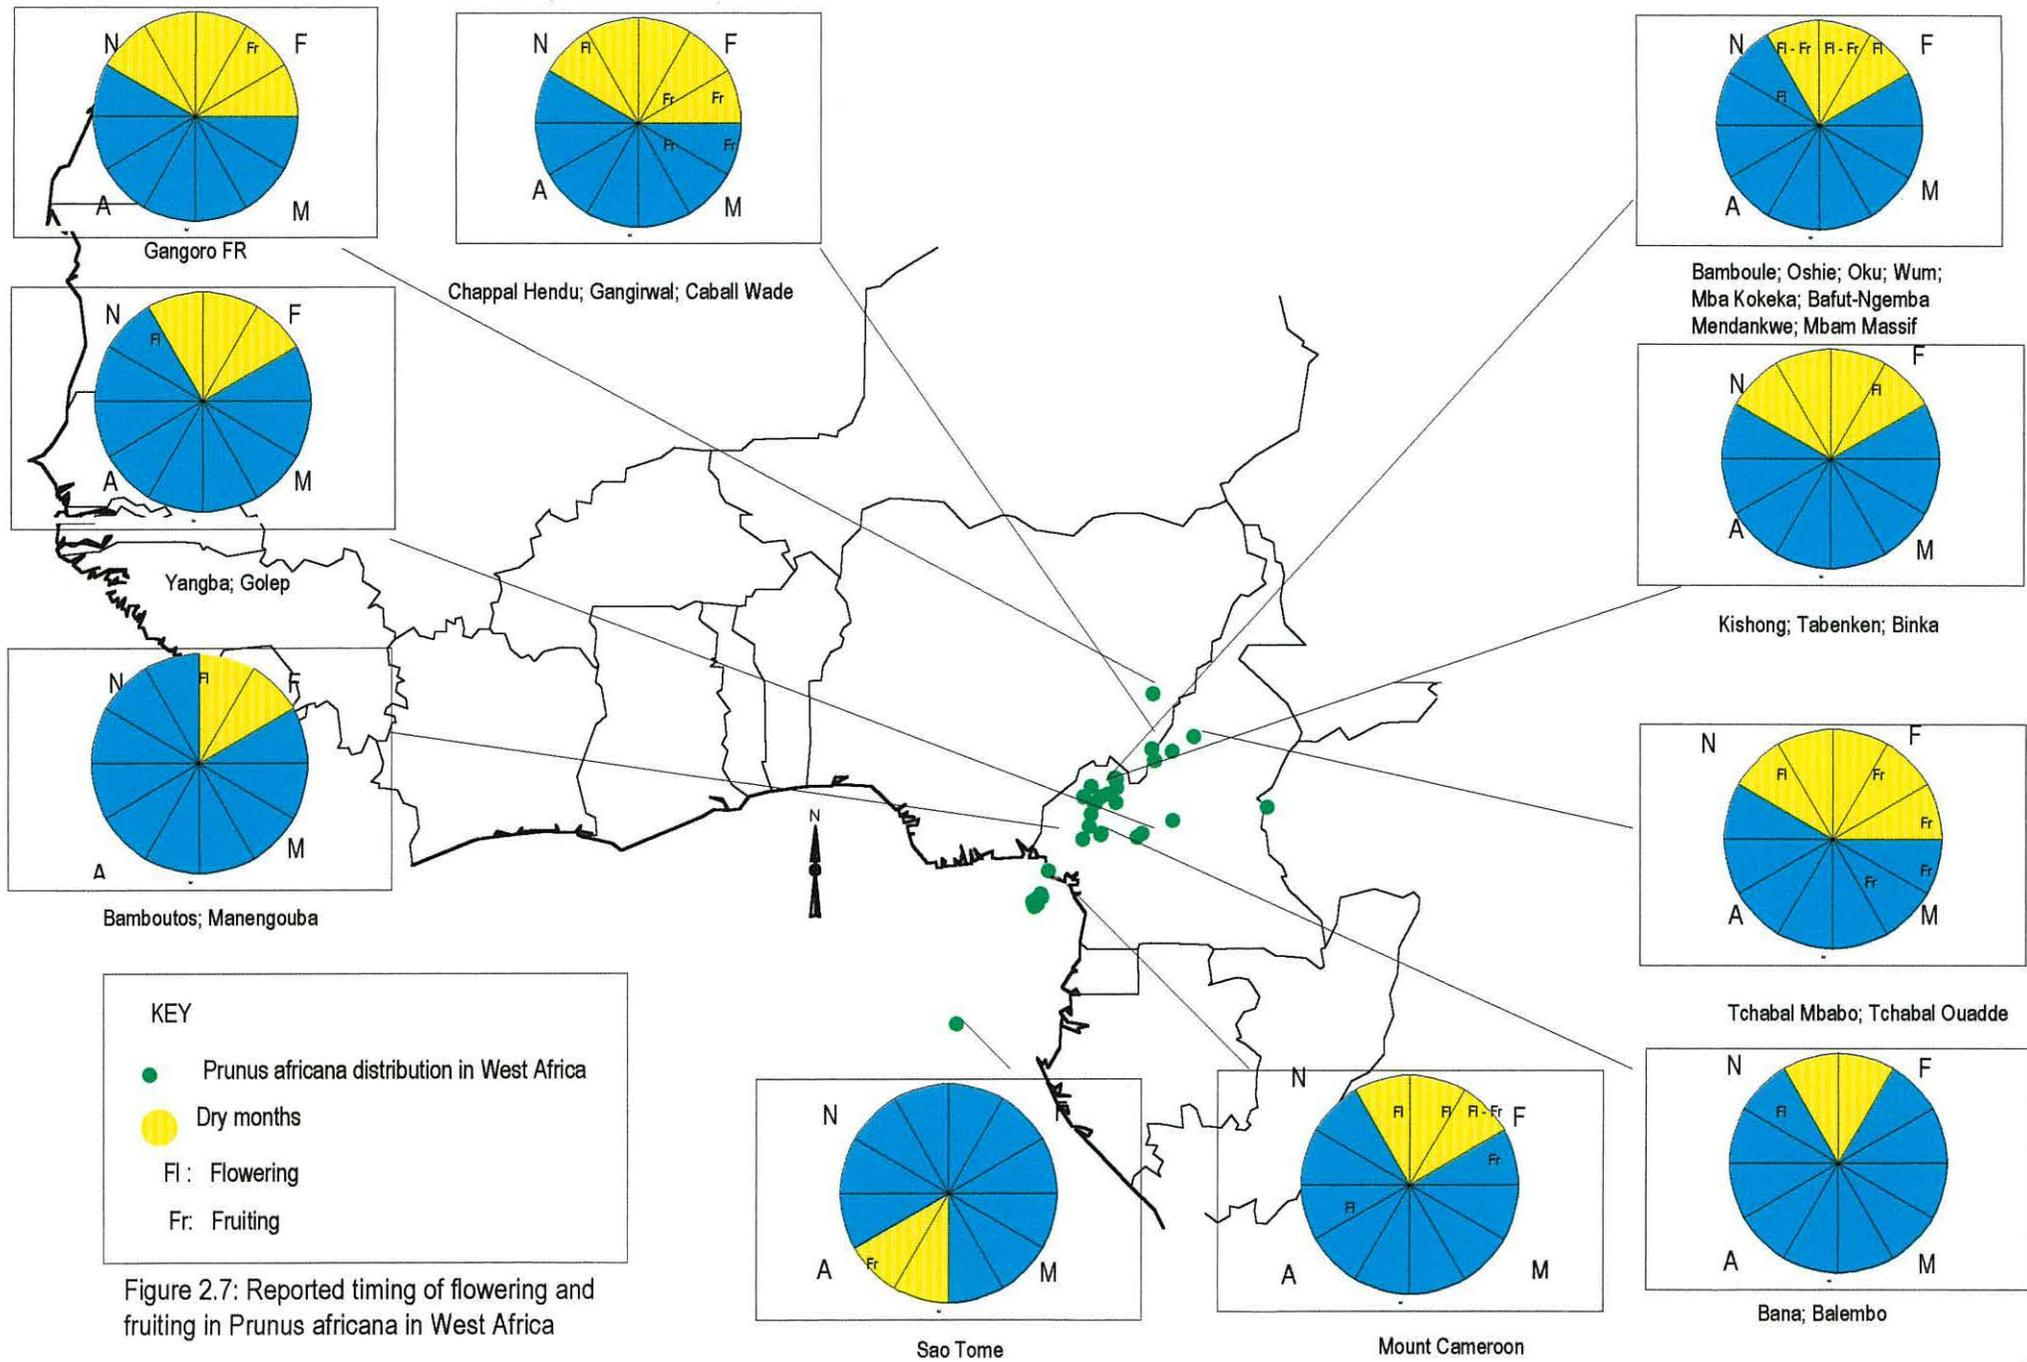 N
Fr
F
A
M
Gangoro FR
N
Fl
F
Fr
Fr
Fr
Fr
A
M
Chappal Hendu; Gangirwal; Caball Wade
N
Fl - Fr
Fl - Fr
Fl
F
Fl
A
M
Bamboule; Oshie; Oku; Wum;
Mba Kokeka; Bafut-Ngemba
Mendankwe; Mbam Massif
N
F
Fl
A
M
Yangba; Golep
F
N
Fl
A
M
Kishong; Tabenken; Binka
N
Fl
F
A
M
Bamboutos; Manengouba
N
F
Fl
Fr
Fr
Fr
Fr
A
M
Tchabal Mbabo; Tchabal Ouadde
N
KEY
Prunus africana distribution in West Africa
Dry months
Fl : Flowering
Fr: Fruiting
Figure 2.7: Reported timing of flowering and
fruiting in Prunus africana in West Africa
N
F
A
Fr
M
Sao Tome
N
Fl
Fl
Fl - Fr
F
Fr
Fl
A
M
Mount Cameroon
N
F
Fl
A
M
Bana; Balembo